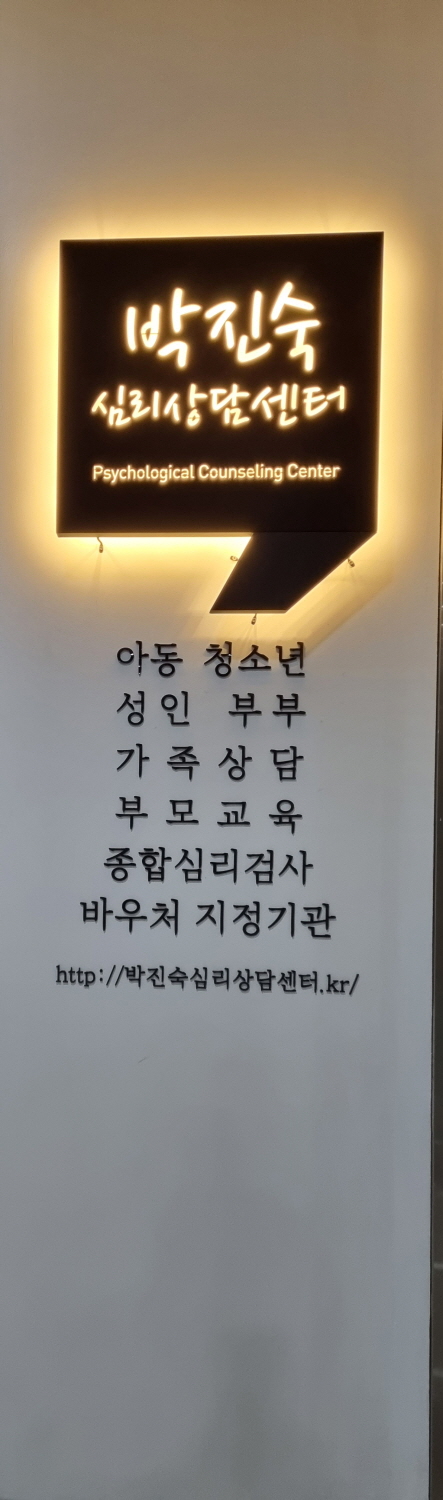 박진숙
심리상담센터
Psychological Counseling Center
아동 청소년
성인 부부
가족상담
부모교육
종합심리검사
바우처 지정기관
http://박진숙심리상담센터.kr/